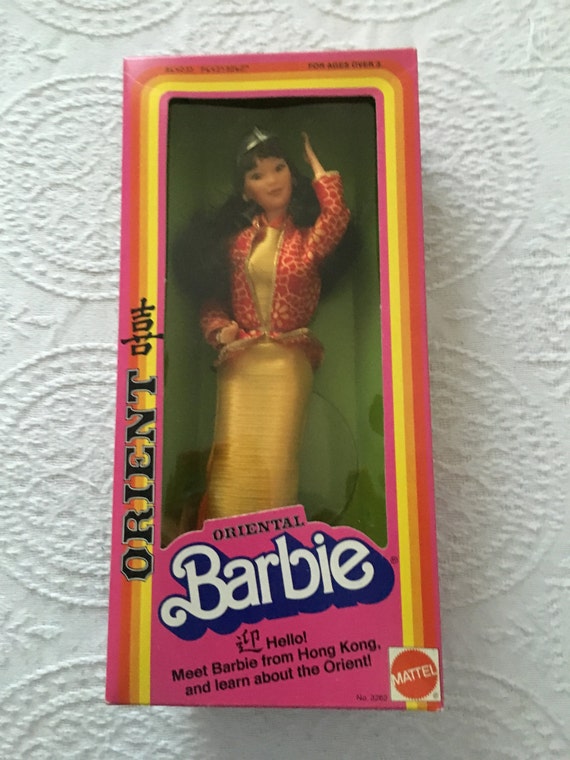 FOR AGES OVER 3
ORIENT
ORIENTAL
Barbie®
迎 Hello!
Meet Barbie from Hong Kong,
and learn about the Orient!
MATTEL
®
No. 3262